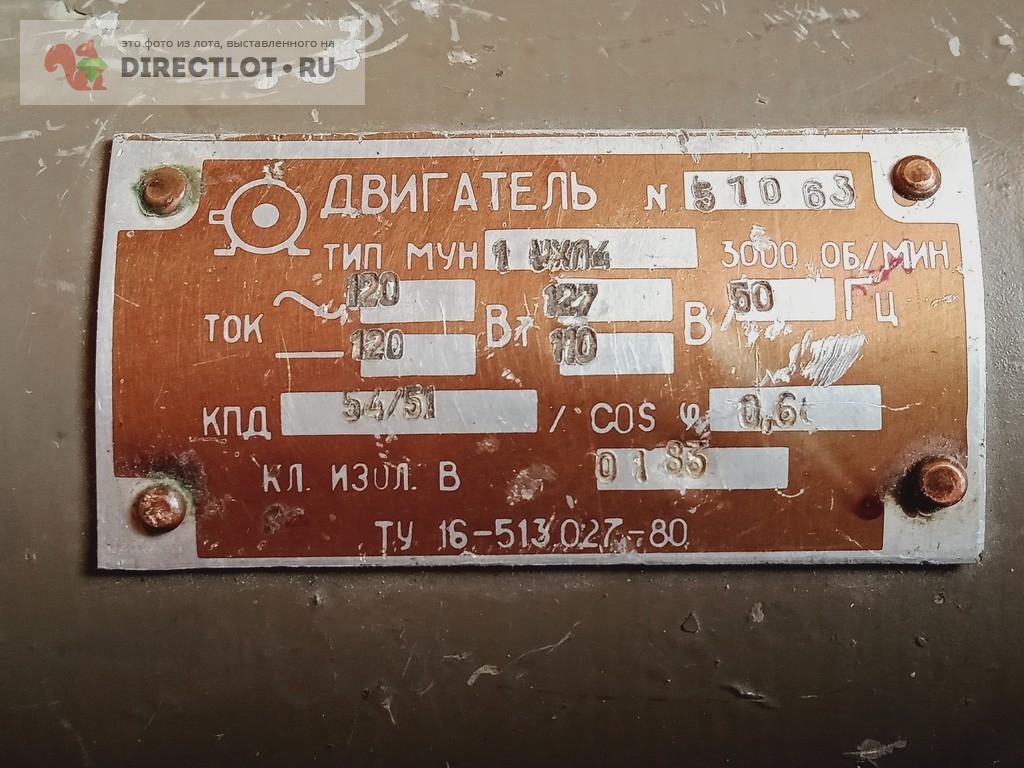 это фото из лота, выставленного на
DIRECTLOT•RU
ДВИГАТЕЛЬ N 51063
ТИП МУН 1 УХЛ4 3000 ОБ/МИН
~ 120 Вт 127 В/ 50 Гц
ТОК
— 120 110
КПД 54/51 / COS φ
КЛ. ИЗОЛ. В 01 83
ТУ 16-513.027-80